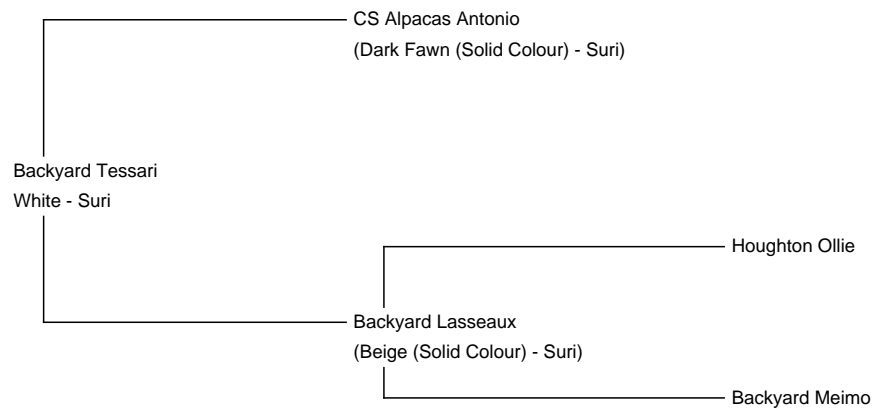 CS Alpacas Antonio
(Dark Fawn (Solid Colour) - Suri)
Backyard Tessari
White - Suri
Houghton Ollie
Backyard Lasseaux
(Beige (Solid Colour) - Suri)
Backyard Meimo